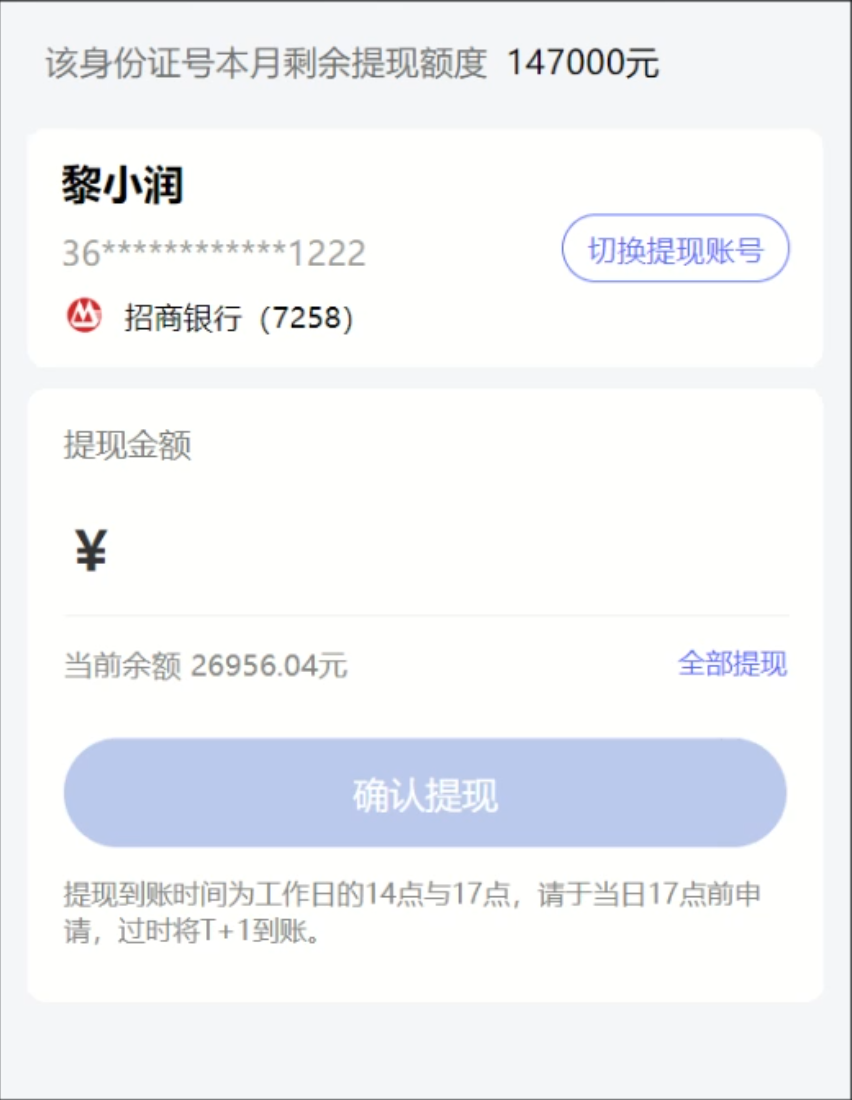 该身份证号本月剩余提现额度 147000元
黎小润
36************1222
切换提现账号
招商银行（7258）
提现金额
¥
当前余额 26956.04元
全部提现
确认提现
提现到账时间为工作日的14点与17点，请于当日17点前申
请，过时将T+1到账。